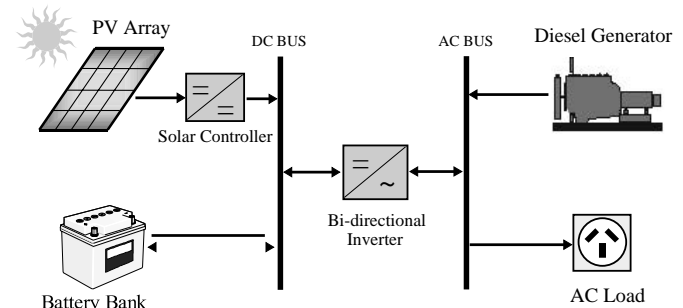 PV Array
DC BUS
AC BUS
Diesel Generator
Solar Controller
Bi-directional
Inverter
Battery Bank
AC Load